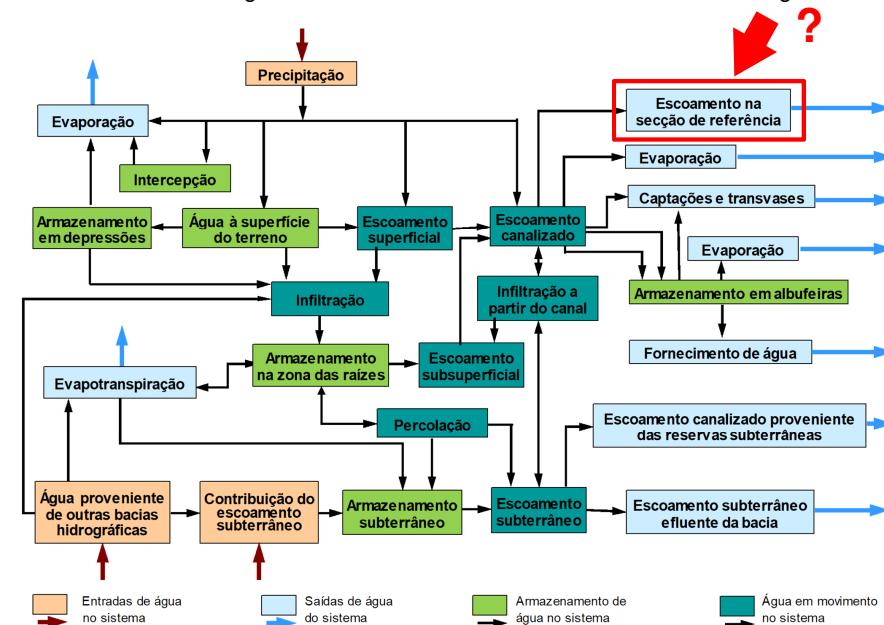 ?
Precipitação
Escoamento na
secção de referência
Evaporação
Evaporação
Intercepção
Captações e transvases
Armazenamento
em depressões
Água à superfície
do terreno
Escoamento
superficial
Escoamento
canalizado
Evaporação
Infiltração
Infiltração a
partir do canal
Armazenamento em albufeiras
Armazenamento
na zona das raízes
Escoamento
subsuperficial
Fornecimento de água
Evapotranspiração
Percolação
Escoamento canalizado proveniente
das reservas subterrâneas
Água proveniente
de outras bacias
hidrográficas
Contribuição do
escoamento
subterrâneo
Armazenamento
subterrâneo
Escoamento
subterrâneo
Escoamento subterrâneo
efluente da bacia
Entradas de água
no sistema
Saídas de água
do sistema
Armazenamento de
água no sistema
Água em movimento
no sistema